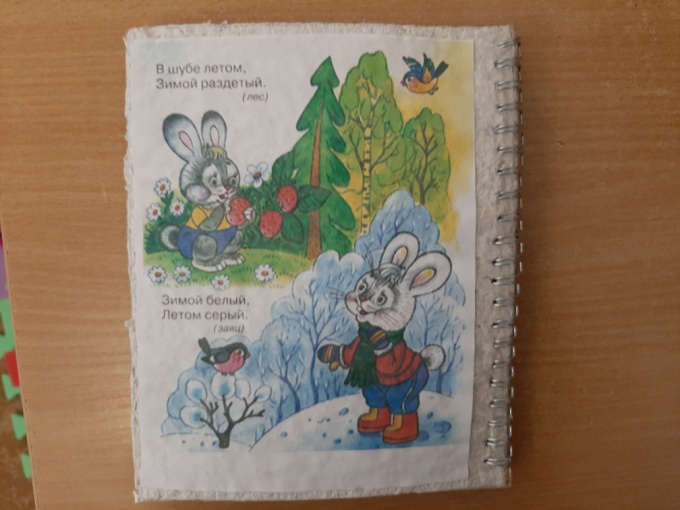 В шубе летом,
Зимой раздетый.
(лес)
Зимой белый,
Летом серый.
(заяц)